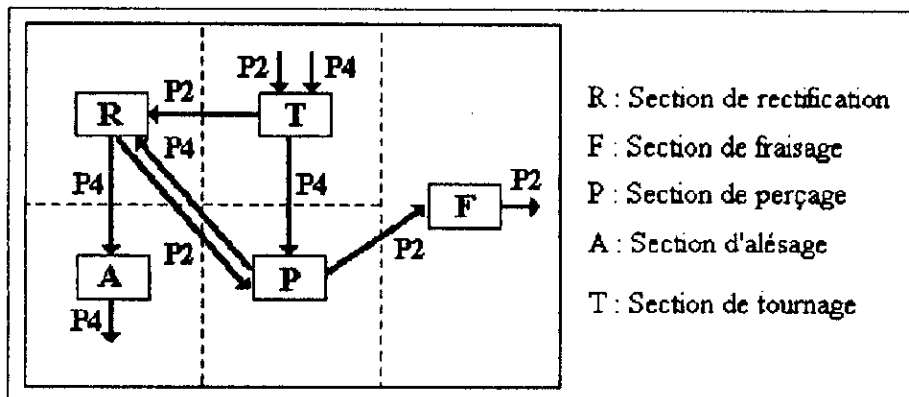 P2 P4
P2
R T
P4
P4 P4
F P2
P2 P2
A P
P4
R : Section de rectification
F : Section de fraisage
P : Section de perçage
A : Section d'alésage
T : Section de tournage